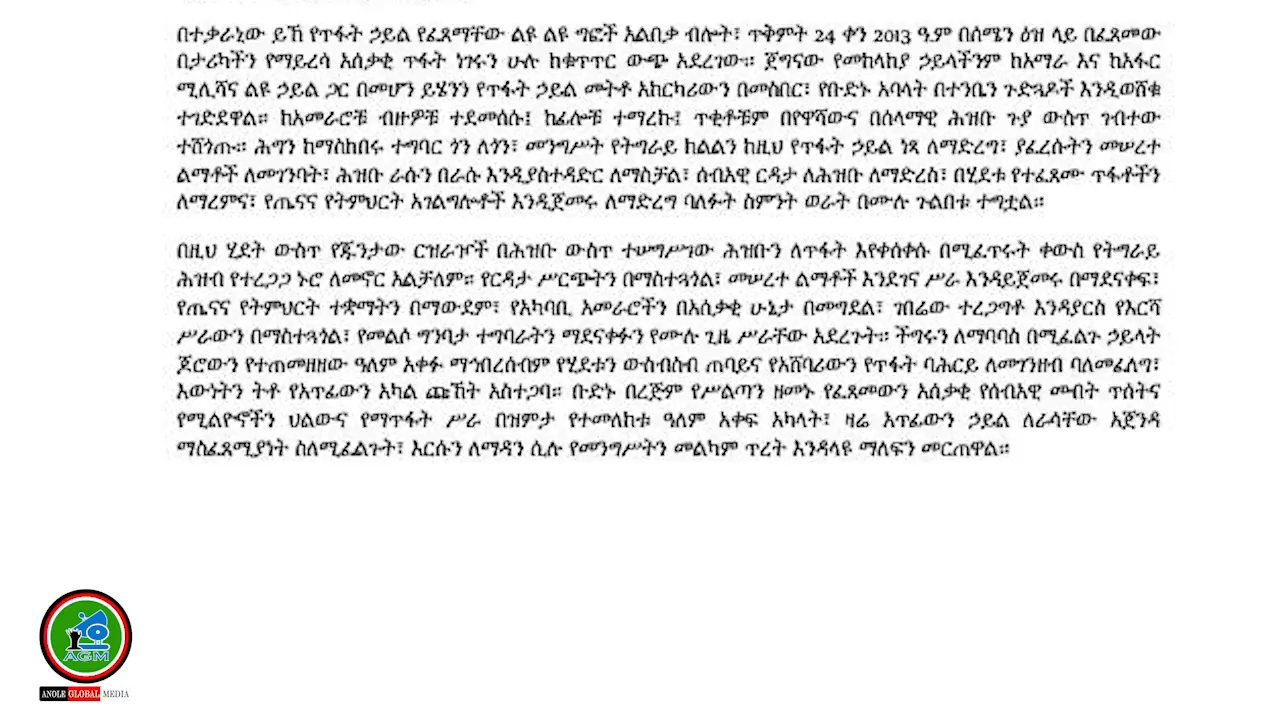 በተቃራኒው ይኸ የጥፋት ኃይል የፈጸማቸው ልዩ ልዩ ግፎች አልበቃ ብሎት፣ ጥቅምት 24 ቀን 2013 ዓ.ም በሰሜን ዕዝ ላይ በፈጸመው
በታሪካችን የማይረሳ አሰቃቂ ጥፋት ነገሩን ሁሉ ከቁጥጥር ውጭ አደረገው። ጀግናው የመከላከያ ኃይላችንም ከአማራ እና ከአፋር
ሚሊሻና ልዩ ኃይል ጋር በመሆን ይሄንን የጥፋት ኃይል መትቶ አከርካሪውን በመስበር፣ የቡድኑ አባላት በተንቤን ጉድጓዶች እንዲወሸቁ
ተገድደዋል። ከአመራሮቹ ብዙዎቹ ተደመሰሱ፤ ከፊሎቹ ተማረኩ፤ ጥቂቶቹም በየዋሻውና በሰላማዊ ሕዝቡ ጉያ ውስጥ ገብተው
ተሸጎጡ። ሕግን ከማስከበሩ ተግባር ጎን ለጎን፣ መንግሥት የትግራይ ክልልን ከዚህ የጥፋት ኃይል ነጻ ለማድረግ፣ ያፈረሱትን መሠረተ
ልማቶች ለመገንባት፣ ሕዝቡ ራሱን በራሱ እንዲያስተዳድር ለማስቻል፣ ሰብአዊ ርዳታ ለሕዝቡ ለማድረስ፣ በሂደቱ የተፈጸሙ ጥፋቶችን
ለማረምና፣ የጤናና የትምህርት አገልግሎቶች እንዲጀመሩ ለማድረግ ባለፉት ስምንት ወራት በሙሉ ጉልበቱ ተግቷል።
በዚህ ሂደት ውስጥ የጁንታው ርዝራዦች በሕዝቡ ውስጥ ተሠግሥገው ሕዝቡን ለጥፋት እየቀሰቀሱ በሚፈጥሩት ቀውስ የትግራይ
ሕዝብ የተረጋጋ ኑሮ ለመኖር አልቻለም። የርዳታ ሥርጭትን በማስተጓጎል፣ መሠረተ ልማቶች እንደገና ሥራ እንዳይጀመሩ በማደናቀፍ፣
የጤናና የትምህርት ተቋማትን በማውደም፣ የአካባቢ አመራሮችን በአሰቃቂ ሁኔታ በመግደል፣ ገበሬው ተረጋግቶ እንዳያርስ የእርሻ
ሥራውን በማስተጓጎል፣ የመልሶ ግንባታ ተግባራትን ማደናቀፉን የሙሉ ጊዜ ሥራቸው አደረጉት። ችግሩን ለማባባስ በሚፈልጉ ኃይላት
ጆሮውን የተጠመዘዘው ዓለም አቀፉ ማኅበረሰብም የሂደቱን ውስብስብ ጠባይና የአሸባሪውን የጥፋት ባሕርይ ለመገንዘብ ባለመፈለግ፣
እውነትን ትቶ የአጥፊውን አካል ጩኸት አስተጋባ። ቡድኑ በረጅም የሥልጣን ዘመኑ የፈጸመውን አሰቃቂ የሰብአዊ መብት ጥሰትና
የሚልዮኖችን ህልውና የማጥፋት ሥራ በዝምታ የተመለከቱ ዓለም አቀፍ አካላት፣ ዛሬ አጥፊውን ኃይል ለራሳቸው አጀንዳ
ማስፈጸሚያነት ስለሚፈልጉት፣ እርሱን ለማዳን ሲሉ የመንግሥትን መልካም ጥረት እንዳላዩ ማለፍን መርጠዋል።
AGM
ANOLE GLOBAL MEDIA